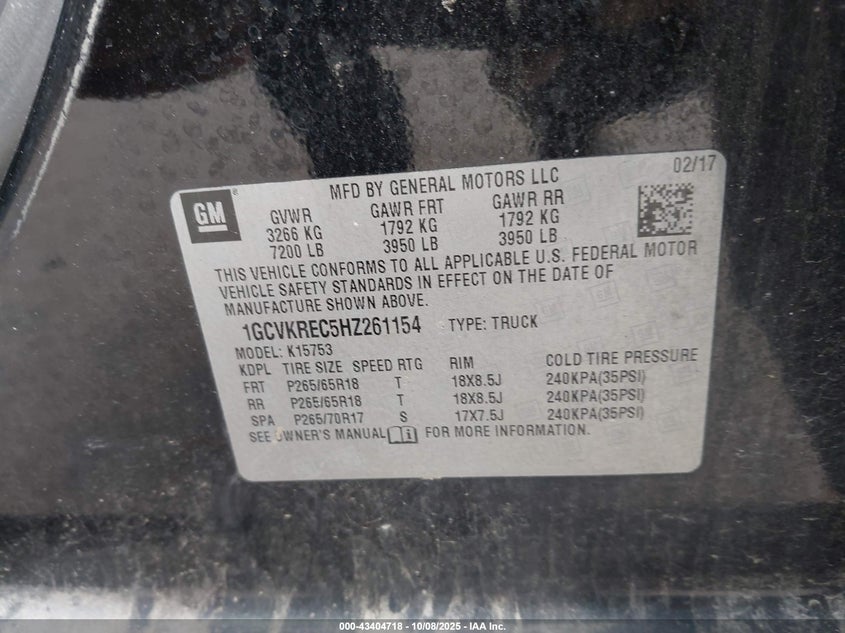 02/17
MFD BY GENERAL MOTORS LLC
GM
GVWR GAWR FRT GAWR RR
3266 KG 1792 KG 1792 KG
7200 LB 3950 LB 3950 LB
THIS VEHICLE CONFORMS TO ALL APPLICABLE U.S. FEDERAL MOTOR
VEHICLE SAFETY STANDARDS IN EFFECT ON THE DATE OF
MANUFACTURE SHOWN ABOVE.
1GCVKREC5HZ261154 TYPE: TRUCK
MODEL: K15753
KDPL TIRE SIZE SPEED RTG RIM COLD TIRE PRESSURE
FRT P265/65R18 T 18X8.5J 240KPA(35PSI)
RR P265/65R18 T 18X8.5J 240KPA(35PSI)
SPA P265/70R17 S 17X7.5J 240KPA(35PSI)
SEE OWNER'S MANUAL FOR MORE INFORMATION.
000-43404718 - 10/08/2025 - IAA Inc.